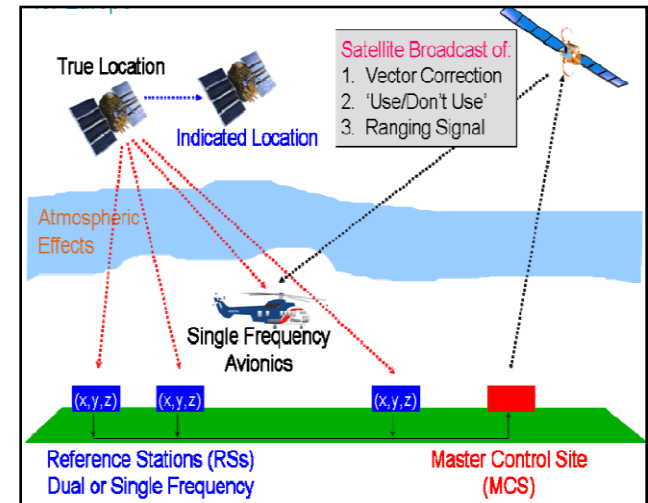 True Location
Indicated Location
Satellite Broadcast of:
1. Vector Correction
2. 'Use/Don't Use'
3. Ranging Signal
Atmospheric
Effects
Single Frequency
Avionics
(x,y,z)
(x,y,z)
(x,y,z)
Reference Stations (RSs)
Dual or Single Frequency
Master Control Site
(MCS)